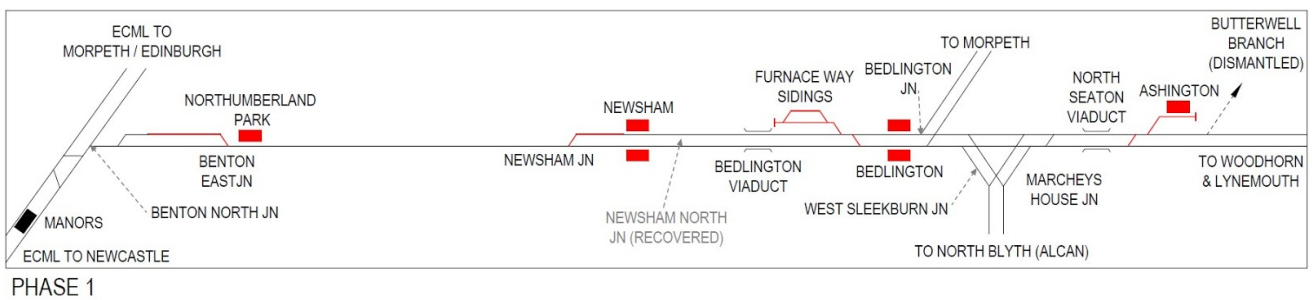 ECML TO
MORPETH / EDINBURGH
NORTHUMBERLAND
PARK
BENTON
EASTJN
BENTON NORTH JN
MANORS
ECML TO NEWCASTLE
NEWSHAM
NEWSHAM JN
NEWSHAM NORTH
JN (RECOVERED)
FURNACE WAY
SIDINGS
BEDLINGTON
VIADUCT
BEDLINGTON
JN
BEDLINGTON
TO MORPETH
WEST SLEEKBURN JN
TO NORTH BLYTH (ALCAN)
MARCHEYS
HOUSE JN
NORTH
SEATON
VIADUCT
ASHINGTON
BUTTERWELL
BRANCH
(DISMANTLED)
TO WOODHORN
& LYNEMOUTH
PHASE 1